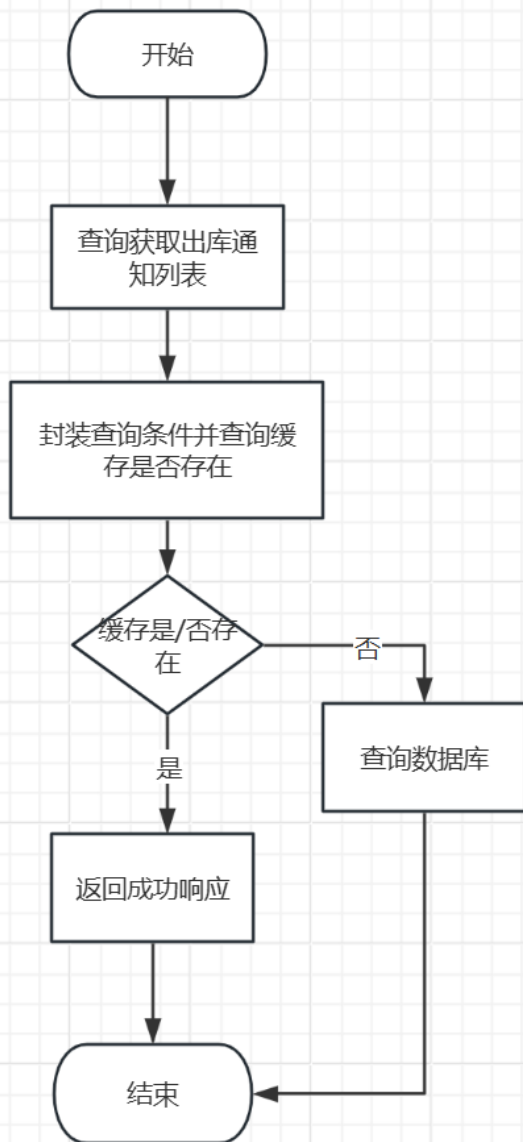 开始
查询获取出库通
知列表
封装查询条件并查询缓
存是否存在
缓存是/否存
在
否
查询数据库
是
返回成功响应
结束